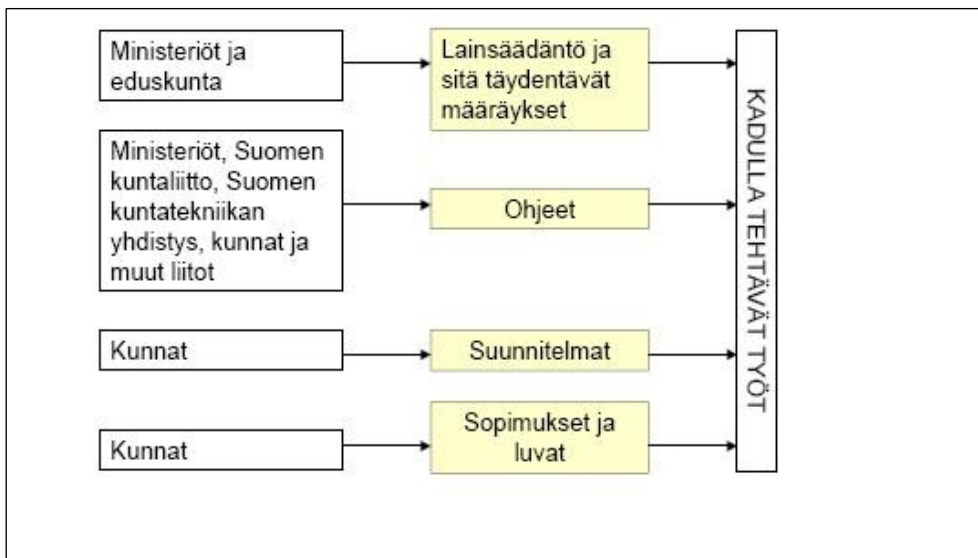 Ministeriöt ja
eduskunta
Lainsäädäntö ja
sitä täydentävät
määräykset
Ministeriöt, Suomen
kuntaliitto, Suomen
kuntatekniikan
yhdistys, kunnat ja
muut liitot
Ohjeet
Kunnat
Suunnitelmat
Kunnat
Sopimukset ja
luvat
KADULLA TEHTÄVÄT TYÖT